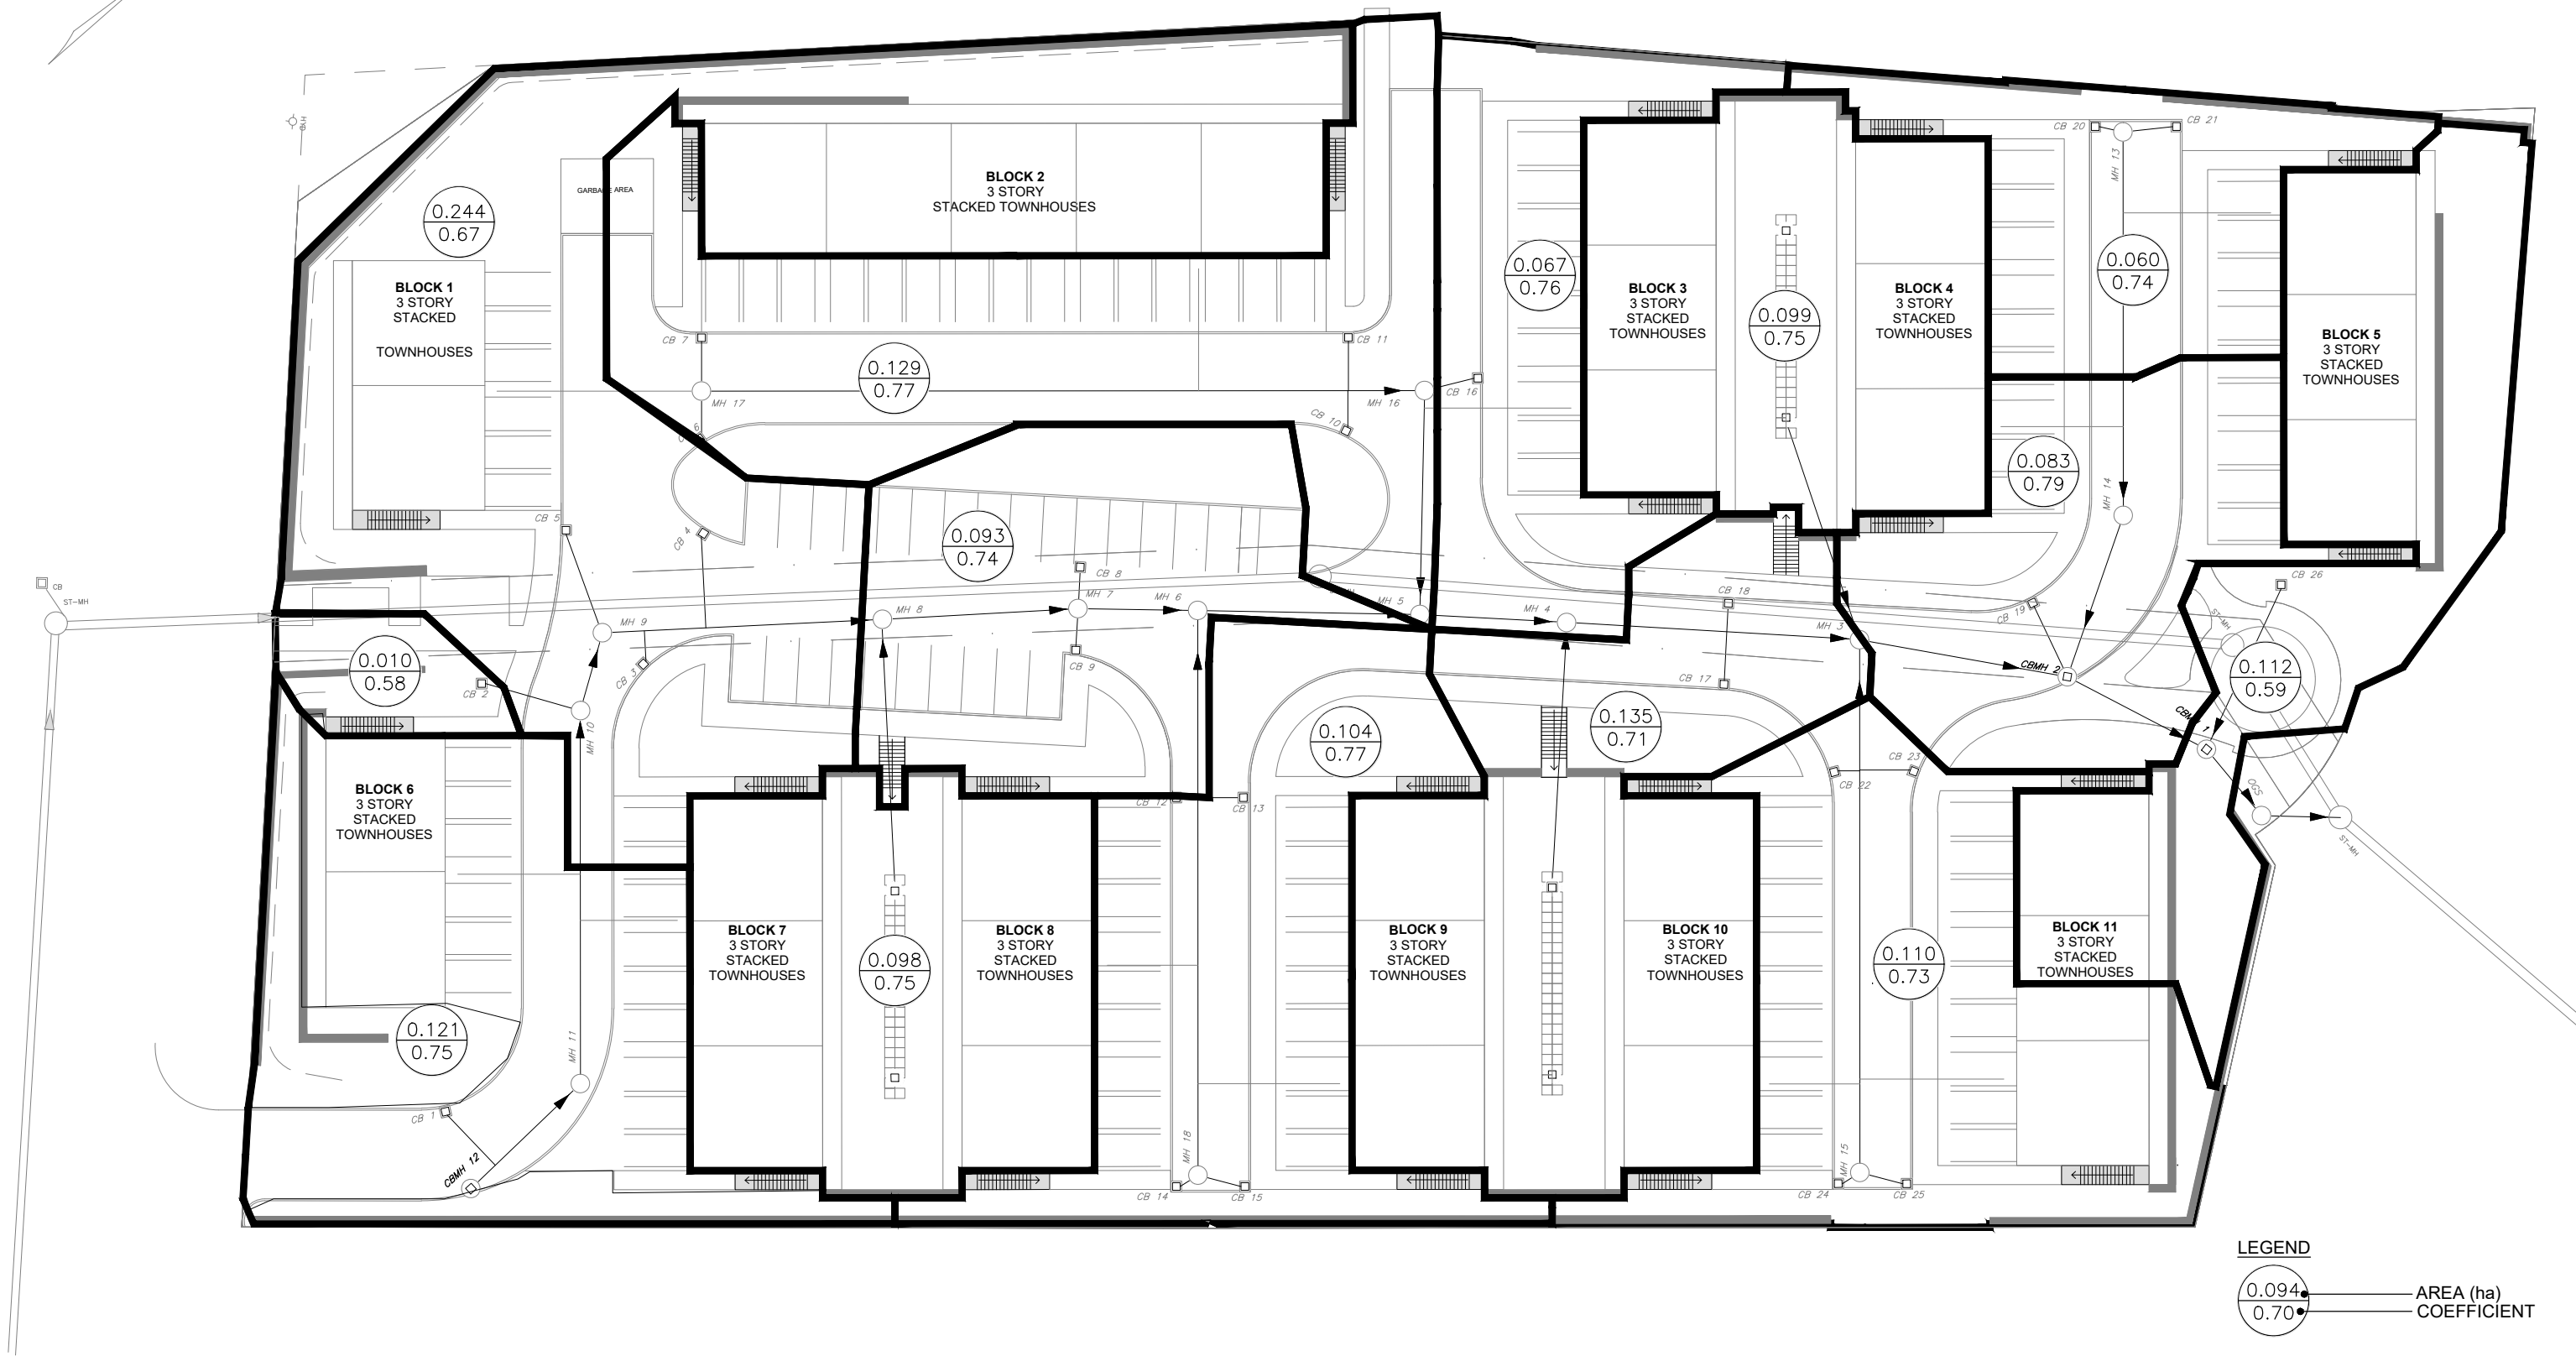 HYD
0.244
0.67
BLOCK 1
3 STORY
STACKED
TOWNHOUSES
GARBAGE AREA
BLOCK 2
3 STORY
STACKED TOWNHOUSES
CB 7
CB 11
0.129
0.77
MH 17
MH 16
CB 16
CB 10
0.067
0.76
BLOCK 3
3 STORY
STACKED
TOWNHOUSES
0.099
0.75
BLOCK 4
3 STORY
STACKED
TOWNHOUSES
CB 20
CB 21
MH 13
0.060
0.74
BLOCK 5
3 STORY
STACKED
TOWNHOUSES
0.083
0.79
MH 14
CB 5
CB 4
0.093
0.74
CB 8
CB
ST-MH
MH 9
MH 8
MH 7
MH 6
MH 5
MH 4
CB 18
MH 3
CB 19
CB 26
ST-MH
0.010
0.58
CB 2
CB 3
CB 9
CB 17
CBMH 2
0.112
0.59
MH 10
0.104
0.77
0.135
0.71
CBMH 1
OGS
ST-MH
BLOCK 6
3 STORY
STACKED
TOWNHOUSES
CB 12
CB 13
CB 22
CB 23
BLOCK 7
3 STORY
STACKED
TOWNHOUSES
0.098
0.75
BLOCK 8
3 STORY
STACKED
TOWNHOUSES
BLOCK 9
3 STORY
STACKED
TOWNHOUSES
BLOCK 10
3 STORY
STACKED
TOWNHOUSES
0.110
0.73
BLOCK 11
3 STORY
STACKED
TOWNHOUSES
0.121
0.75
MH 11
CB 1
CBMH 12
MH 18
CB 14
CB 15
MH 15
CB 24
CB 25
LEGEND
0.094
0.70
AREA (ha)
COEFFICIENT